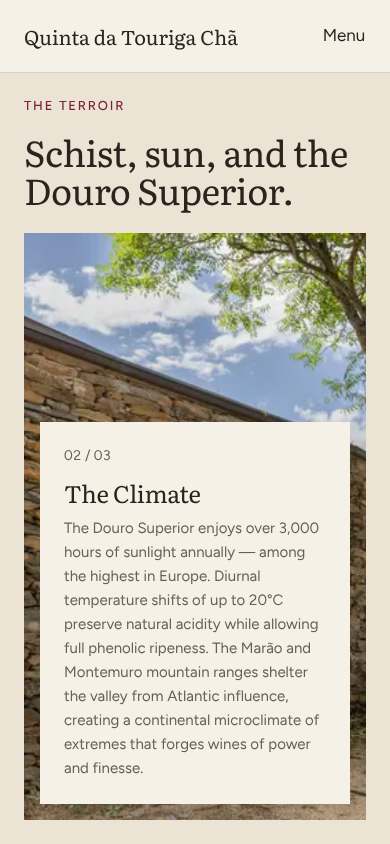 Quinta da Touriga Chã
Menu
THE TERROIR
Schist, sun, and the
Douro Superior.
02 / 03
The Climate
The Douro Superior enjoys over 3,000
hours of sunlight annually — among
the highest in Europe. Diurnal
temperature shifts of up to 20°C
preserve natural acidity while allowing
full phenolic ripeness. The Marão and
Montemuro mountain ranges shelter
the valley from Atlantic influence,
creating a continental microclimate of
extremes that forges wines of power
and finesse.